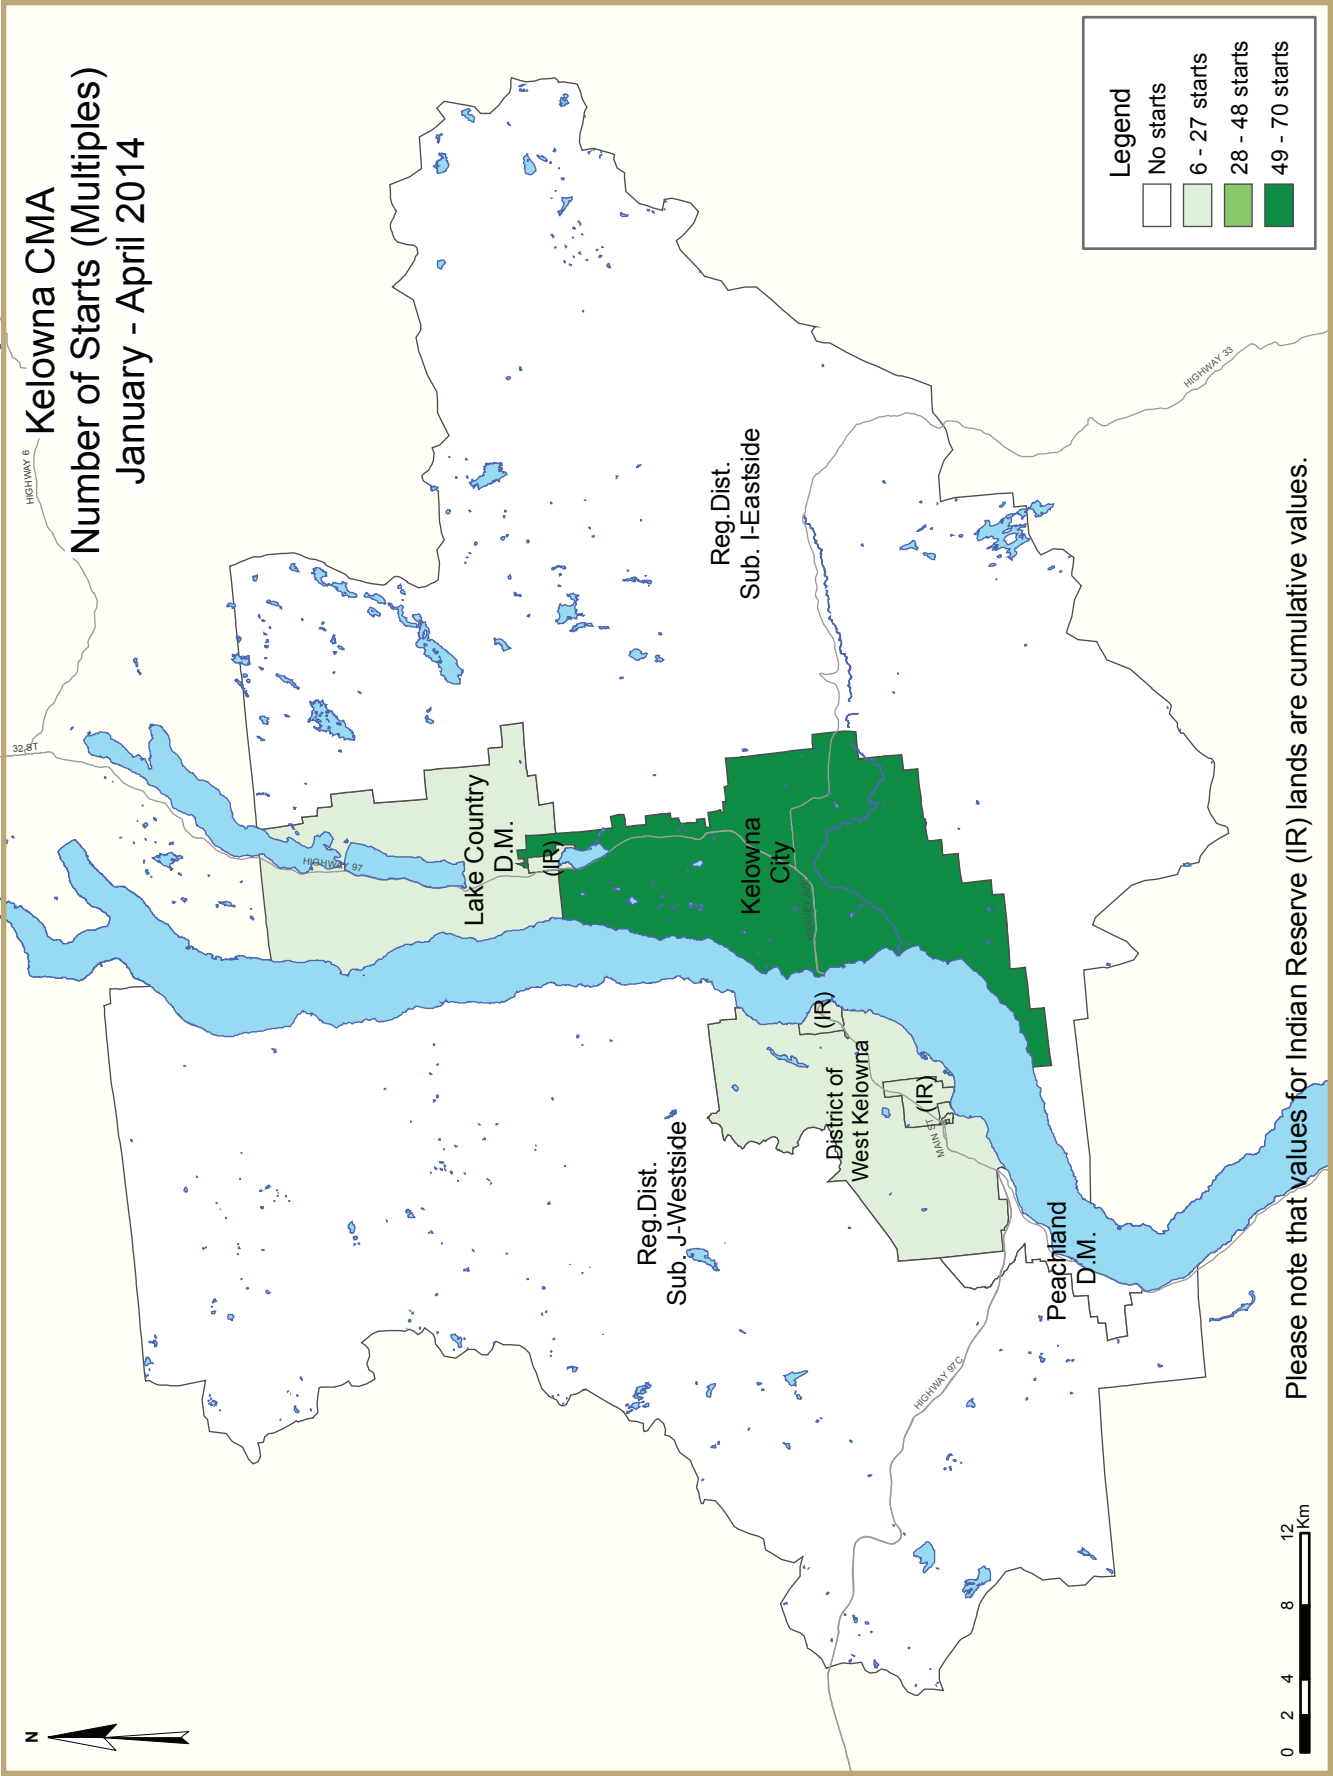 Kelowna CMA
Number of Starts (Multiples)
January - April 2014
HIGHWAY 6
32 ST
HIGHWAY 97
Lake Country
D.M.
(IR)
Reg.Dist.
Sub. I-Eastside
Kelowna
City
HARVEY AVE
HIGHWAY 33
(IR)
District of
West Kelowna
(IR)
MAIN ST
Reg.Dist.
Sub. J-Westside
Peachland
D.M.
HIGHWAY 97 C
Legend
No starts
6 - 27 starts
28 - 48 starts
49 - 70 starts
N
0 2 4 8 12
Km
Please note that values for Indian Reserve (IR) lands are cumulative values.